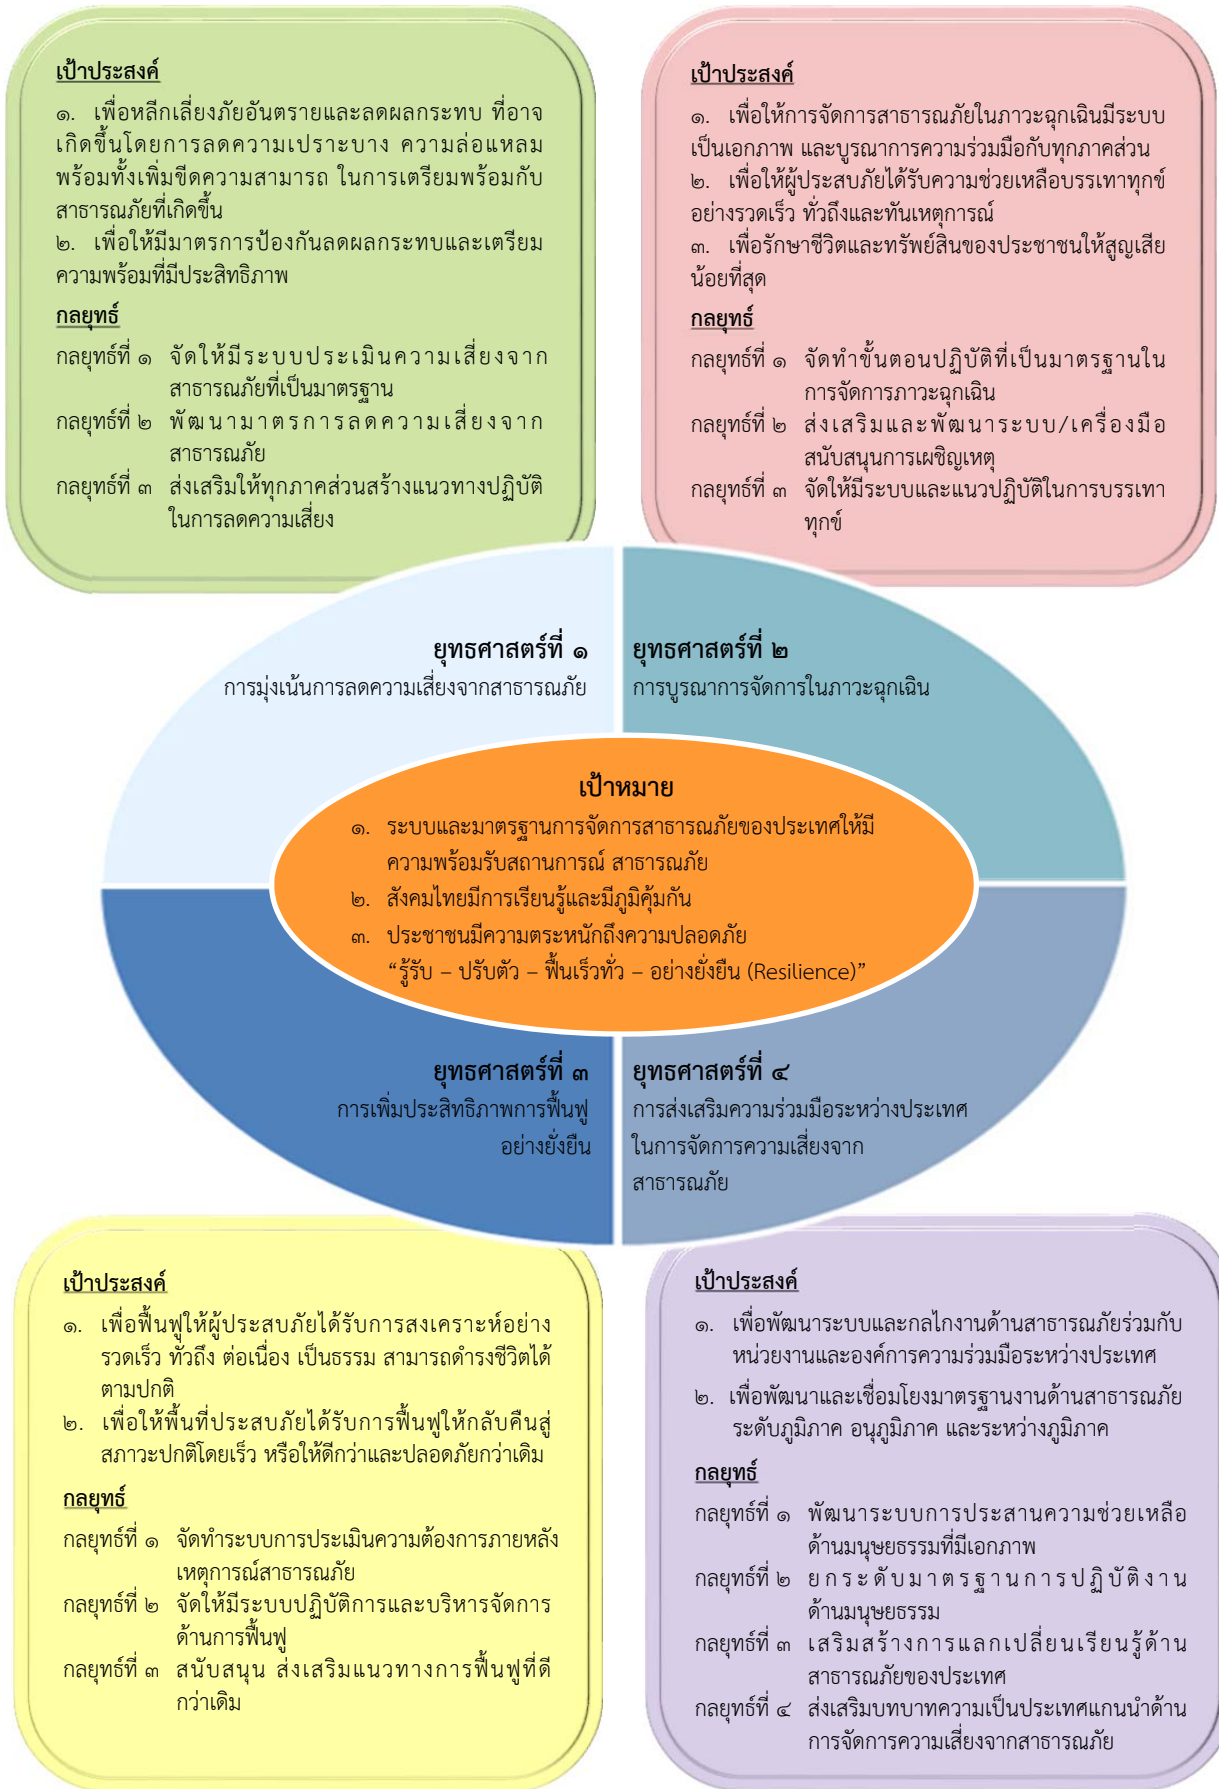 เป้าประสงค์
๑. เพื่อหลีกเลี่ยงภัยอันตรายและลดผลกระทบ ที่อาจ
เกิดขึ้นโดยการลดความเปราะบาง ความล่อแหลม
พร้อมทั้งเพิ่มขีดความสามารถ ในการเตรียมพร้อมกับ
สาธารณภัยที่เกิดขึ้น
๒. เพื่อให้มีมาตรการป้องกันลดผลกระทบและเตรียม
ความพร้อมที่มีประสิทธิภาพ
กลยุทธ์
กลยุทธ์ที่ ๑ จัดให้มีระบบประเมินความเสี่ยงจาก
สาธารณภัยที่เป็นมาตรฐาน
กลยุทธ์ที่ ๒ พัฒนามาตรการลดความเสี่ยงจาก
สาธารณภัย
กลยุทธ์ที่ ๓ ส่งเสริมให้ทุกภาคส่วนสร้างแนวทางปฏิบัติ
ในการลดความเสี่ยง
เป้าประสงค์
๑. เพื่อให้การจัดการสาธารณภัยในภาวะฉุกเฉินมีระบบ
เป็นเอกภาพ และบูรณาการความร่วมมือกับทุกภาคส่วน
๒. เพื่อให้ผู้ประสบภัยได้รับความช่วยเหลือบรรเทาทุกข์
อย่างรวดเร็ว ทั่วถึงและทันเหตุการณ์
๓. เพื่อรักษาชีวิตและทรัพย์สินของประชาชนให้สูญเสีย
น้อยที่สุด
กลยุทธ์
กลยุทธ์ที่ ๑ จัดทำขั้นตอนปฏิบัติที่เป็นมาตรฐานใน
การจัดการภาวะฉุกเฉิน
กลยุทธ์ที่ ๒ ส่งเสริมและพัฒนาระบบ/เครื่องมือ
สนับสนุนการเผชิญเหตุ
กลยุทธ์ที่ ๓ จัดให้มีระบบและแนวปฏิบัติในการบรรเทา
ทุกข์
ยุทธศาสตร์ที่ ๑
การมุ่งเน้นการลดความเสี่ยงจากสาธารณภัย
ยุทธศาสตร์ที่ ๒
การบูรณาการจัดการในภาวะฉุกเฉิน
เป้าหมาย
๑. ระบบและมาตรฐานการจัดการสาธารณภัยของประเทศให้มี
ความพร้อมรับสถานการณ์ สาธารณภัย
๒. สังคมไทยมีการเรียนรู้และมีภูมิคุ้มกัน
๓. ประชาชนมีความตระหนักถึงความปลอดภัย
“รู้รับ – ปรับตัว – ฟื้นเร็วทั่ว – อย่างยั่งยืน (Resilience)”
ยุทธศาสตร์ที่ ๓
การเพิ่มประสิทธิภาพการฟื้นฟู
อย่างยั่งยืน
ยุทธศาสตร์ที่ ๔
การส่งเสริมความร่วมมือระหว่างประเทศ
ในการจัดการความเสี่ยงจาก
สาธารณภัย
เป้าประสงค์
๑. เพื่อฟื้นฟูให้ผู้ประสบภัยได้รับการสงเคราะห์อย่าง
รวดเร็ว ทั่วถึง ต่อเนื่อง เป็นธรรม สามารถดำรงชีวิตได้
ตามปกติ
๒. เพื่อให้พื้นที่ประสบภัยได้รับการฟื้นฟูให้กลับคืนสู่
สภาวะปกติโดยเร็ว หรือให้ดีกว่าและปลอดภัยกว่าเดิม
กลยุทธ์
กลยุทธ์ที่ ๑ จัดทำระบบการประเมินความต้องการภายหลัง
เหตุการณ์สาธารณภัย
กลยุทธ์ที่ ๒ จัดให้มีระบบปฏิบัติการและบริหารจัดการ
ด้านการฟื้นฟู
กลยุทธ์ที่ ๓ สนับสนุน ส่งเสริมแนวทางการฟื้นฟูที่ดี
กว่าเดิม
เป้าประสงค์
๑. เพื่อพัฒนาระบบและกลไกงานด้านสาธารณภัยร่วมกับ
หน่วยงานและองค์การความร่วมมือระหว่างประเทศ
๒. เพื่อพัฒนาและเชื่อมโยงมาตรฐานงานด้านสาธารณภัย
ระดับภูมิภาค อนุภูมิภาค และระหว่างภูมิภาค
กลยุทธ์
กลยุทธ์ที่ ๑ พัฒนาระบบการประสานความช่วยเหลือ
ด้านมนุษยธรรมที่มีเอกภาพ
กลยุทธ์ที่ ๒ ยกระดับมาตรฐานการปฏิบัติงาน
ด้านมนุษยธรรม
กลยุทธ์ที่ ๓ เสริมสร้างการแลกเปลี่ยนเรียนรู้ด้าน
สาธารณภัยของประเทศ
กลยุทธ์ที่ ๔ ส่งเสริมบทบาทความเป็นประเทศแกนนำด้าน
การจัดการความเสี่ยงจากสาธารณภัย